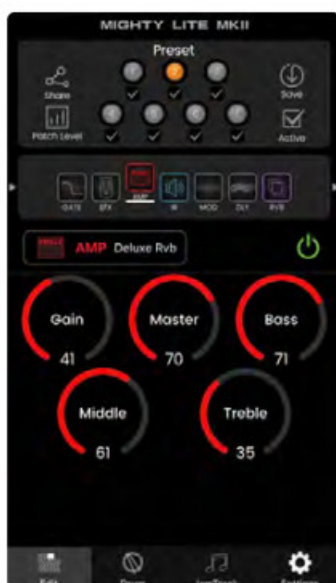 MIGHTY LITE MKII
Preset
Share
Save
Patch Level
Active
GATE EFX AMP IR MOD DLY RVB
AMP Deluxe Rvb
Gain
Master
Bass
41
70
71
Middle
Treble
61
35